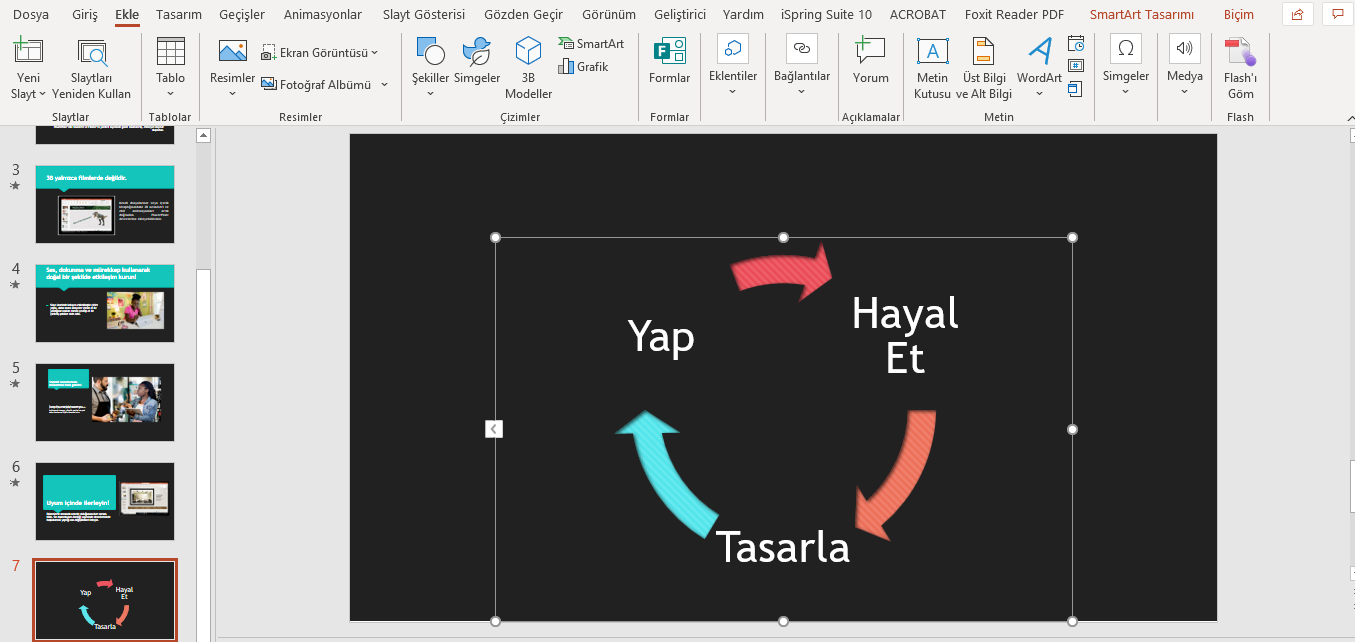 Dosya Giriş Ekle Tasarım Geçişler Animasyonlar Slayt Gösterisi Gözden Geçir Görünüm Geliştirici Yardım iSpring Suite 10 ACROBAT Foxit Reader PDF SmartArt Tasarımı Biçim
Yeni Slayt
Slaytları Yeniden Kullan
Slaytlar
Tablo
Tablolar
Resimler
Ekran Görüntüsü
Fotoğraf Albümü
Resimler
Şekiller
Simgeler
3B Modeller
SmartArt
Grafik
Çizimler
Formlar
Formlar
Eklentiler
Bağlantılar
Yorum
Açıklamalar
Metin Kutusu
Üst Bilgi ve Alt Bilgi
WordArt
Metin
Simgeler
Medya
Flash'ı Göm
Flash
3
3B yalnızca filmlerde değildir.
4
Ses, dokunma ve mürekkep kullanarak
doğal bir şekilde etkileşim kurun!
5
6
Uyum içinde ilerleyin!
7
Yap
Hayal
Et
Tasarla
Yap
Hayal
Et
Tasarla